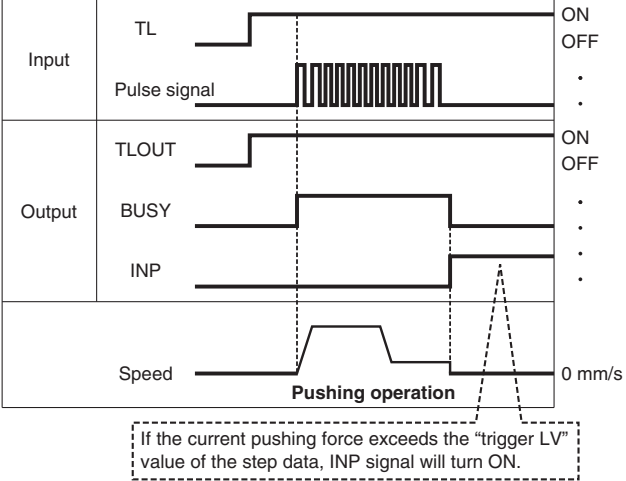 Input
TL
ON
OFF
Pulse signal
Output
TLOUT
ON
OFF
BUSY
INP
Speed
0 mm/s
Pushing operation
If the current pushing force exceeds the “trigger LV”
value of the step data, INP signal will turn ON.